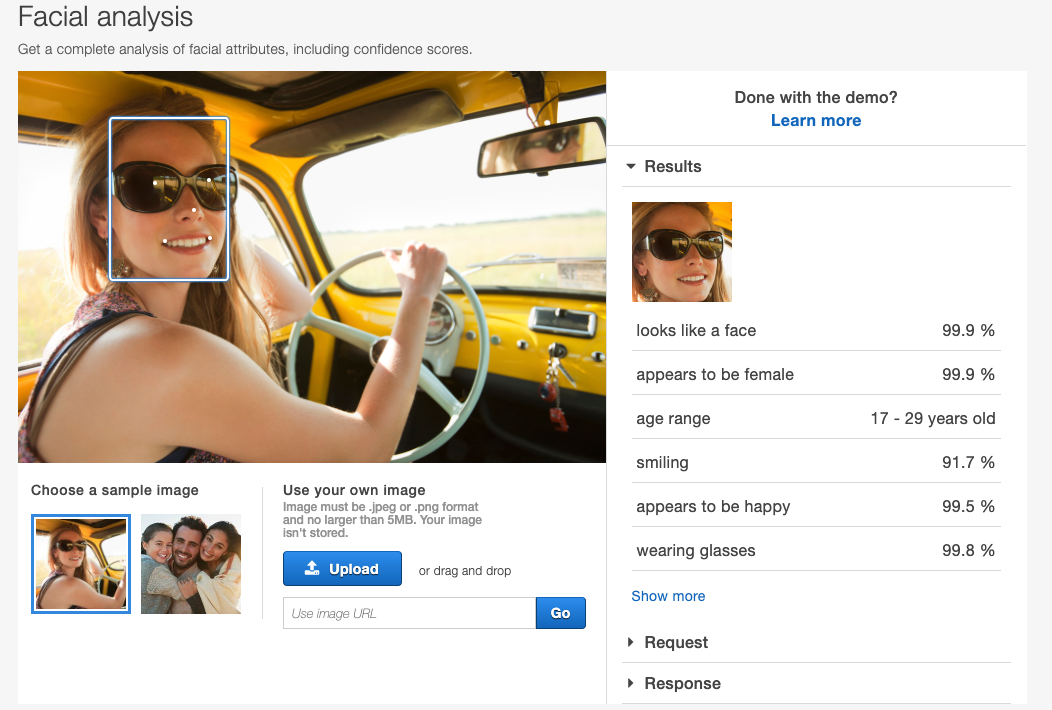 Facial analysis
Get a complete analysis of facial attributes, including confidence scores.
Done with the demo?
Learn more
Results
looks like a face 99.9 %
appears to be female 99.9 %
age range 17 - 29 years old
smiling 91.7 %
appears to be happy 99.5 %
wearing glasses 99.8 %
Show more
Request
Response
Choose a sample image
Use your own image
Image must be .jpeg or .png format
and no larger than 5MB. Your image
isn't stored.
Upload or drag and drop
Use image URL Go